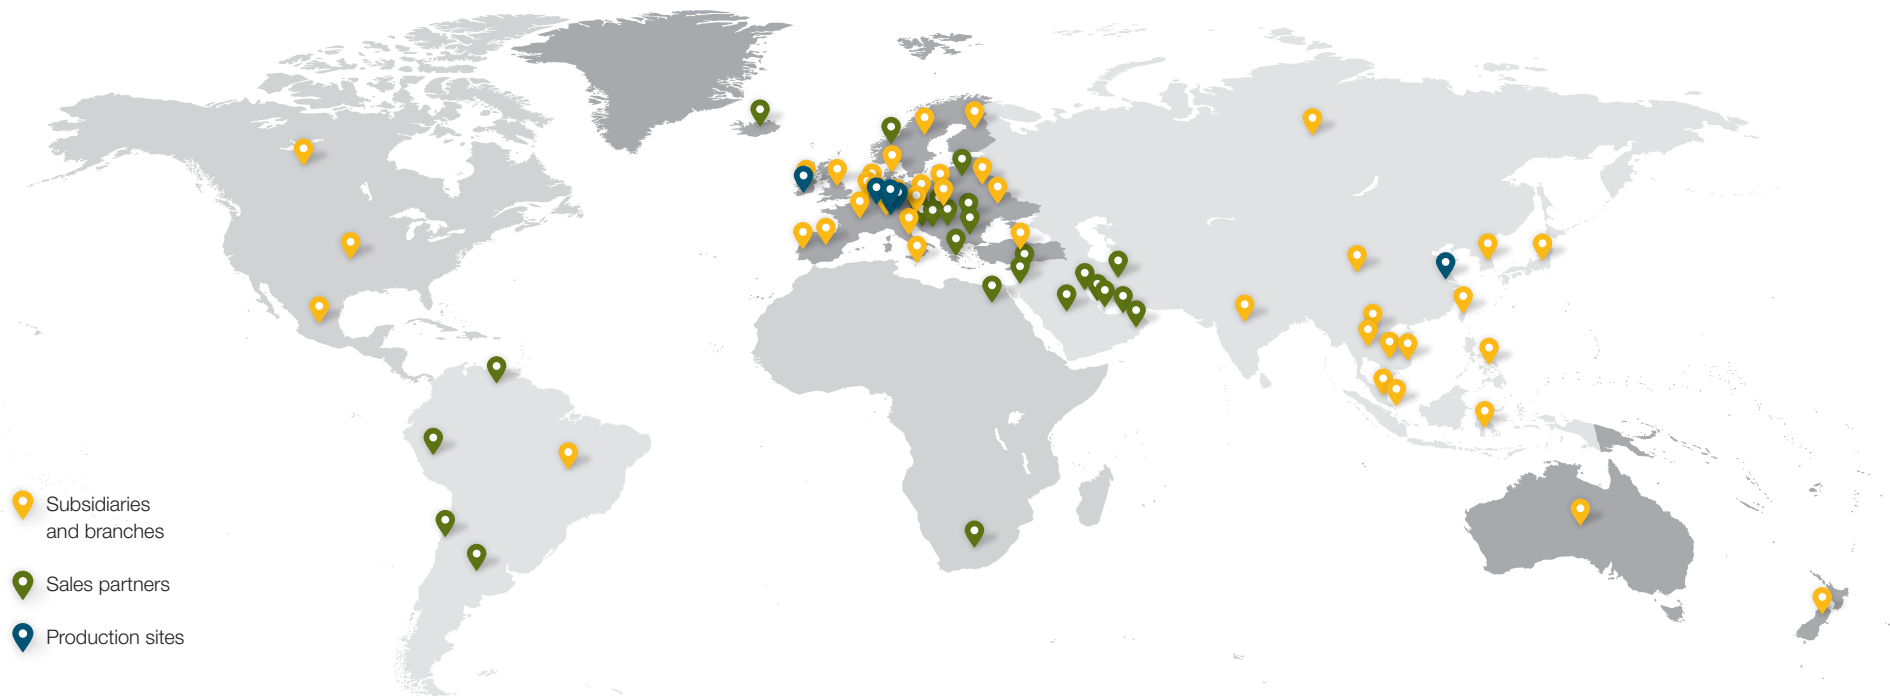 Subsidiaries
and branches
Sales partners
Production sites